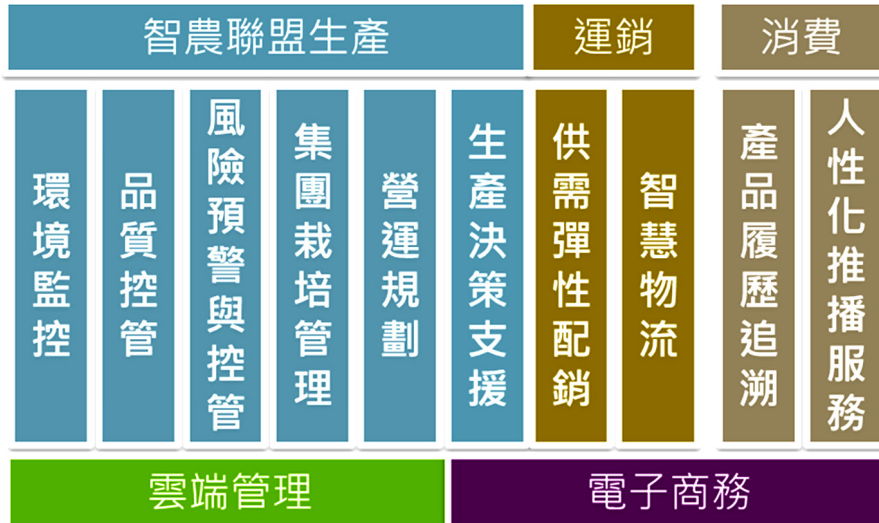 智農聯盟生產
運銷
消費
環境監控
品質控管
風險預警與控管
集團栽培管理
營運規劃
生產決策支援
供需彈性配銷
智慧物流
產品履歷追溯
人性化推播服務
雲端管理
電子商務